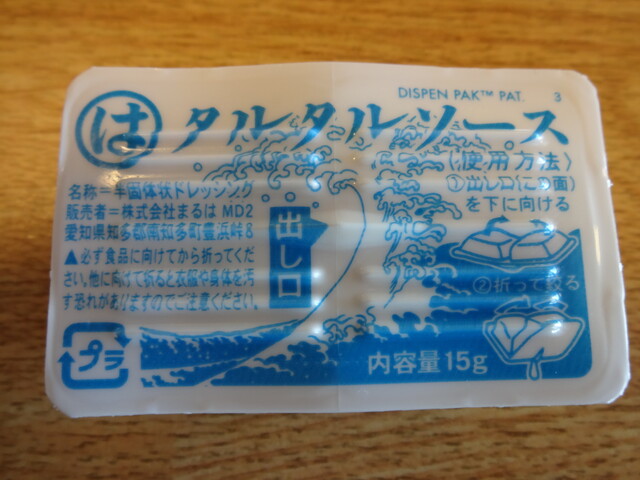 DISPEN PAK™ PAT. 3
は タルタルソース
〈使用方法〉
①出し口(この面)
を下に向ける
名称=半固体状ドレッシング
販売者=株式会社まるは MD2
愛知県知多郡南知多町豊浜峠8
▲必ず食品に向けてから折ってくだ
さい。他に向けて折ると衣服や身体を汚
す恐れがありますのでご注意ください。
出し口
②折って絞る
プラ
内容量15g